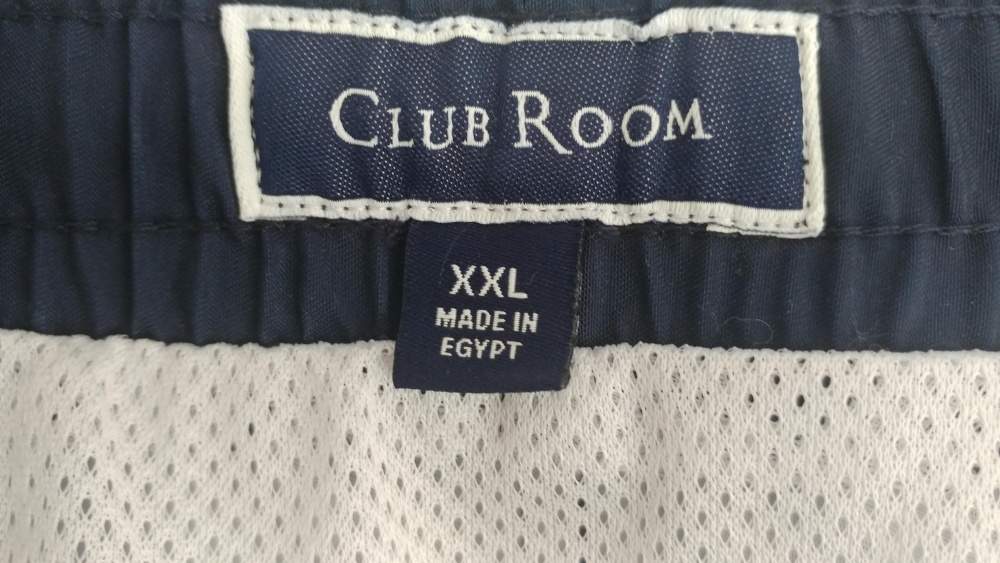 CLUB ROOM
XXL
MADE IN
EGYPT